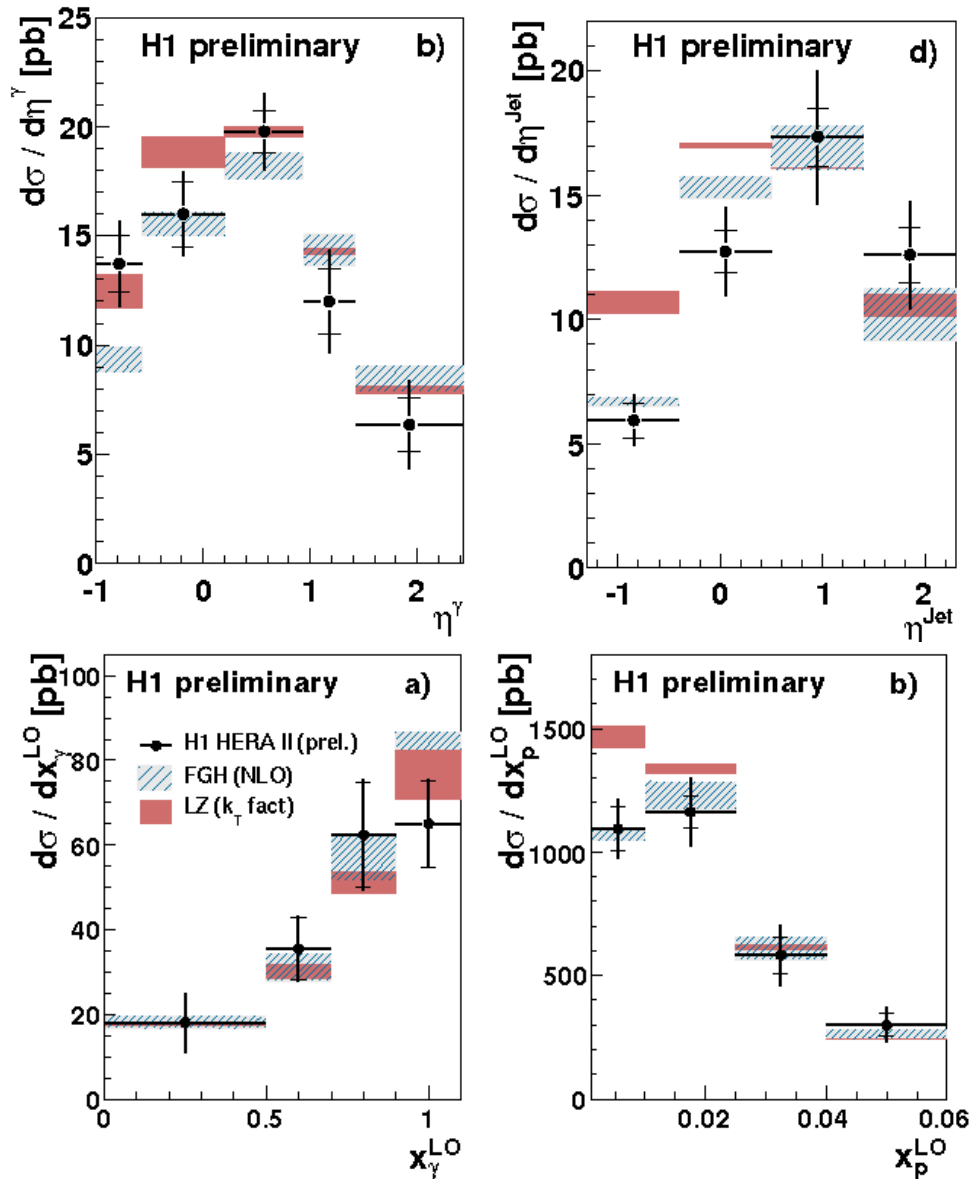 H1 preliminary b)
dσ / dη^γ [pb]
25
20
15
10
5
0
-1 0 1 2
η^γ
H1 preliminary d)
dσ / dη^Jet [pb]
20
15
10
5
0
-1 0 1 2
η^Jet
H1 preliminary a)
dσ / dx_γ^LO [pb]
100
80
60
40
20
0
H1 HERA II (prel.)
FGH (NLO)
LZ (k_T fact)
0 0.5 1
x_γ^LO
H1 preliminary b)
dσ / dx_p^LO [pb]
1500
1000
500
0
0.02 0.04 0.06
x_p^LO